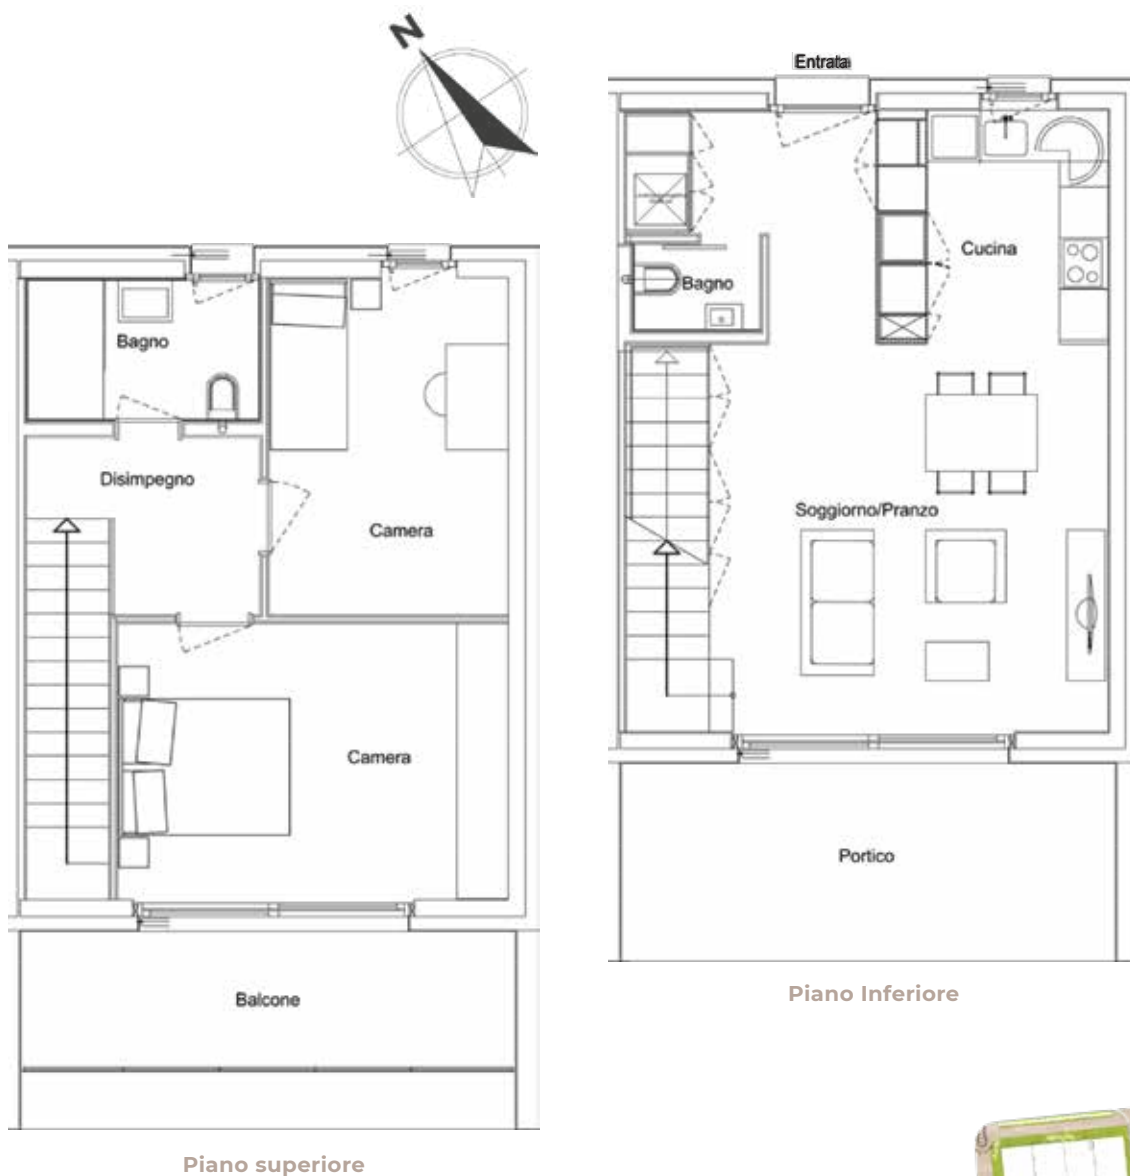 N
Entrata
Cucina
Bagno
Soggiorno/Pranzo
Portico
Piano Inferiore
Bagno
Disimpegno
Camera
Camera
Balcone
Piano superiore